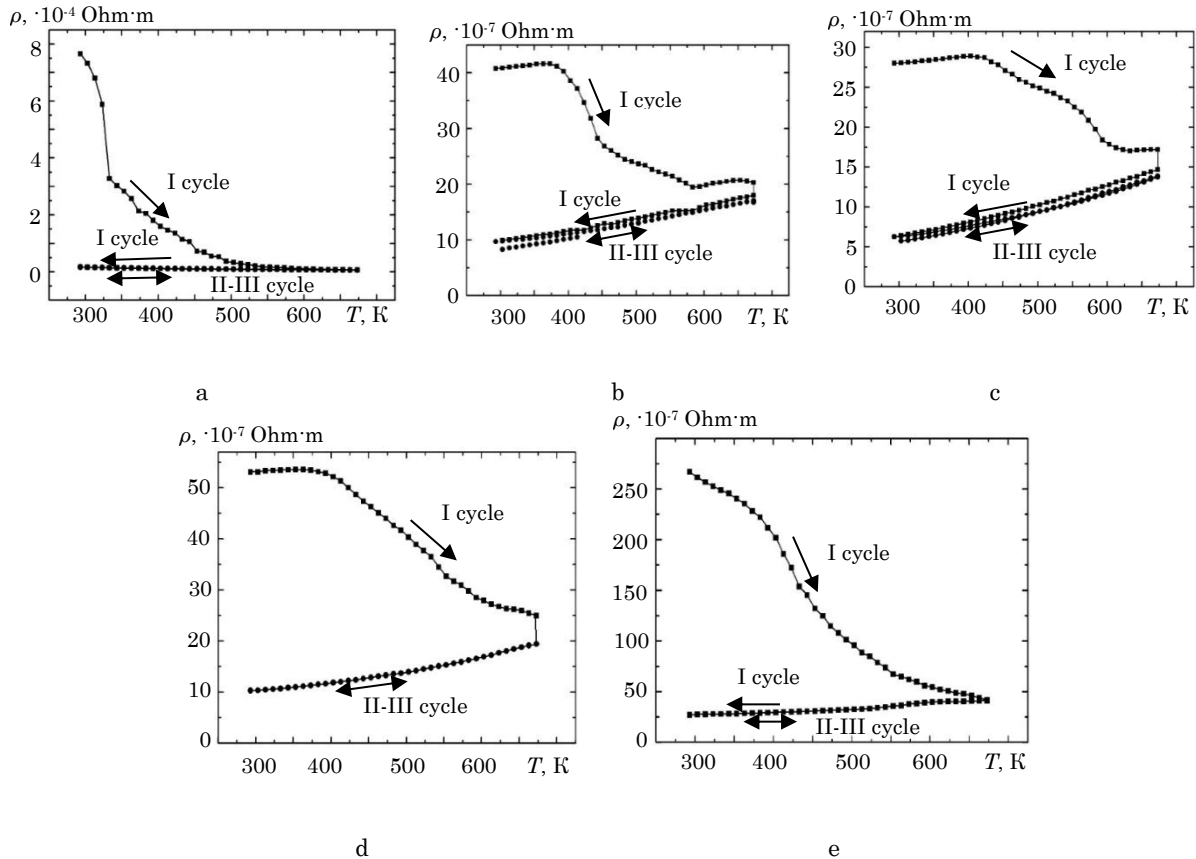 ρ, ·10⁻⁴ Ohm·m
8
6
4
2
0
300 400 500 600 T, К
I cycle
I cycle
II-III cycle
a
ρ, ·10⁻⁷ Ohm·m
40
30
20
10
0
300 400 500 600 T, К
I cycle
I cycle
II-III cycle
b
ρ, ·10⁻⁷ Ohm·m
30
25
20
15
10
5
0
300 400 500 600 T, К
I cycle
I cycle
II-III cycle
c
ρ, ·10⁻⁷ Ohm·m
50
40
30
20
10
0
300 400 500 600 T, К
I cycle
II-III cycle
d
ρ, ·10⁻⁷ Ohm·m
250
200
150
100
50
0
300 400 500 600 T, К
I cycle
I cycle
II-III cycle
e